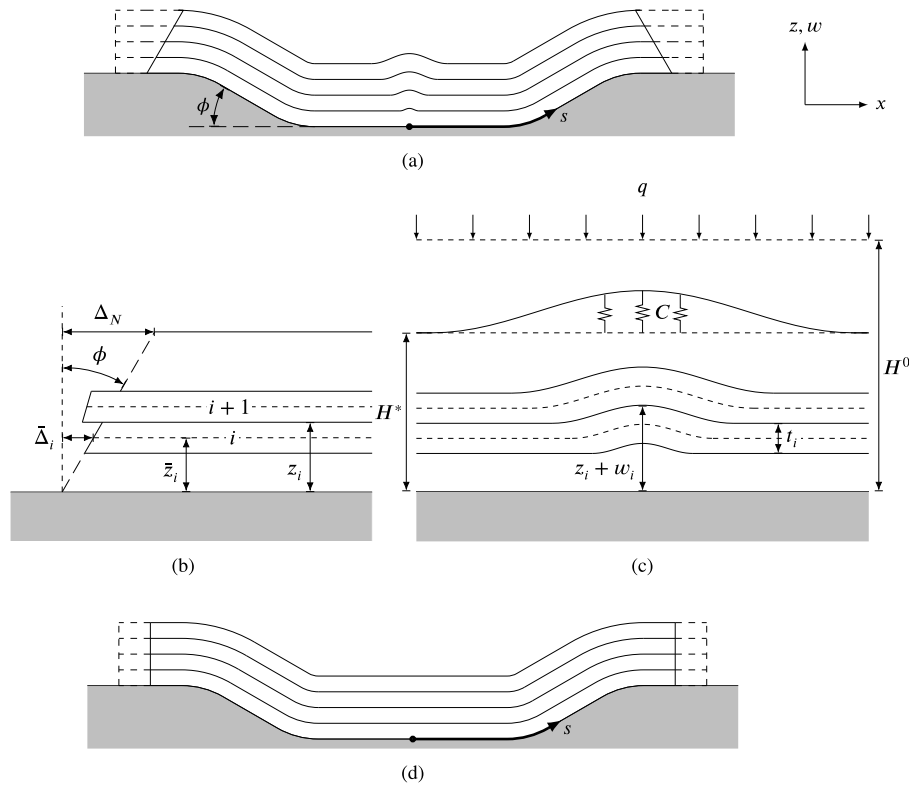 z, w
x
ϕ
s
(a)
q
Δ_N
ϕ
C
H^0
i + 1
H^*
Δ̄_i
i
t_i
z̄_i
z_i
z_i + w_i
(b)
(c)
s
(d)